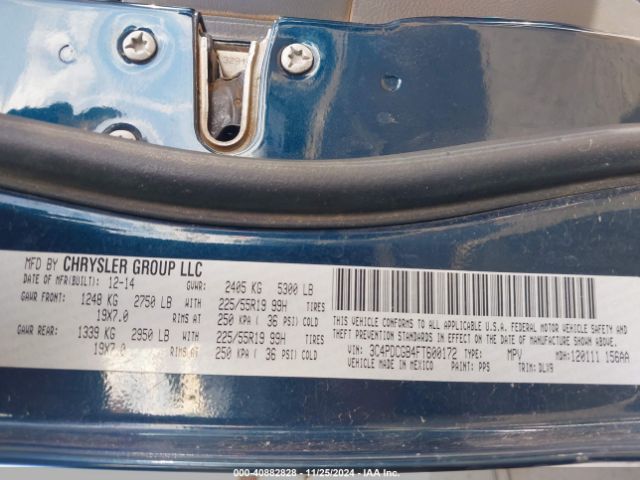 3294
MFD BY CHRYSLER GROUP LLC
DATE OF MFR(BUILT): 12-14 GVWR: 2405 KG 5300 LB
GAWR FRONT: 1248 KG 2750 LB WITH 225/55R19 99H TIRES
19X7.0 RIMS AT 250 KPA ( 36 PSI) COLD
GAWR REAR: 1339 KG 2950 LB WITH 225/55R19 99H TIRES
19X7.0 RIMS AT 250 KPA ( 36 PSI) COLD
THIS VEHICLE CONFORMS TO ALL APPLICABLE U.S.A. FEDERAL MOTOR VEHICLE SAFETY AND
THEFT PREVENTION STANDARDS IN EFFECT ON THE DATE OF MANUFACTURE SHOWN ABOVE.
VIN: 3C4PDCGB4FT600172 TYPE: MPV MDH: 120111 156AA
VEHICLE MADE IN MEXICO PAINT: PPS TRIM: DLX9
000-40882828 - 11/25/2024 - IAA Inc.